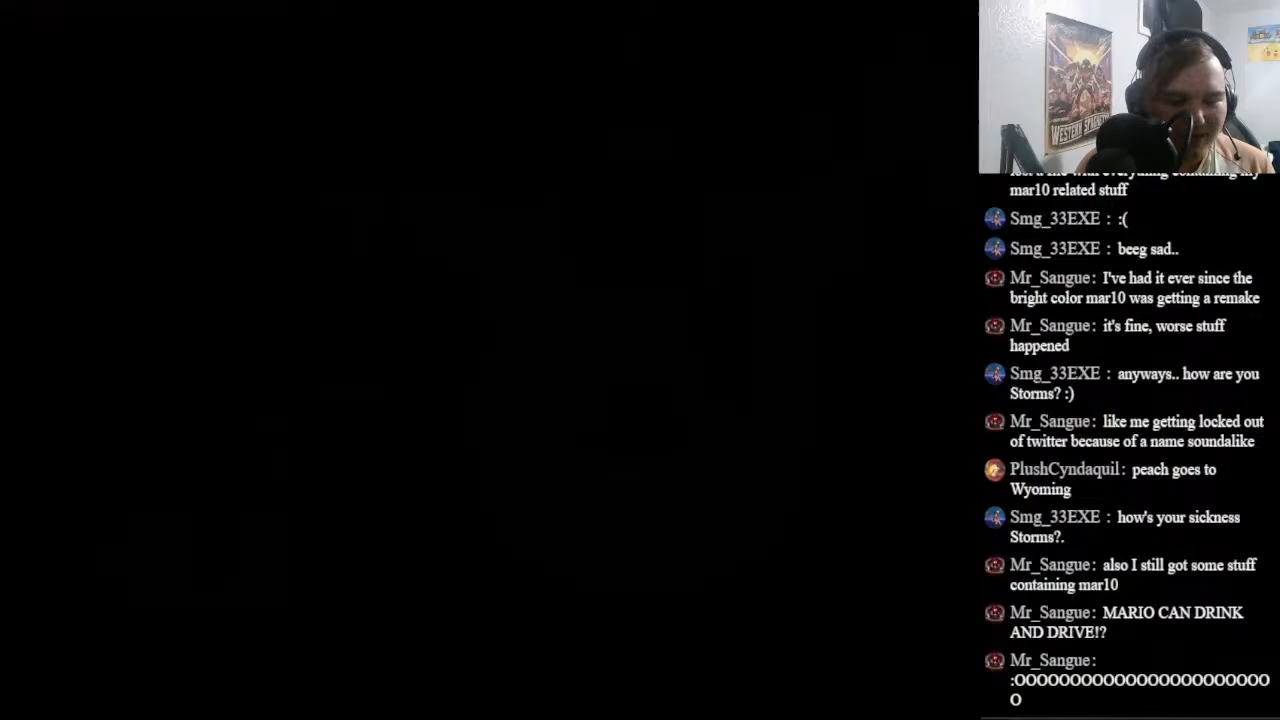 WESTERN SPAGHETTI
mar10 related stuff
Smg_33EXE : :(
Smg_33EXE : beeg sad..
Mr_Sangue: I've had it ever since the
bright color mar10 was getting a remake
Mr_Sangue: it's fine, worse stuff
happened
Smg_33EXE : anyways.. how are you
Storms? :)
Mr_Sangue: like me getting locked out
of twitter because of a name soundalike
PlushCyndaquil: peach goes to
Wyoming
Smg_33EXE : how's your sickness
Storms?.
Mr_Sangue: also I still got some stuff
containing mar10
Mr_Sangue: MARIO CAN DRINK
AND DRIVE!?
Mr_Sangue:
:OOOOOOOOOOOOOOOOOOOOOOO
O